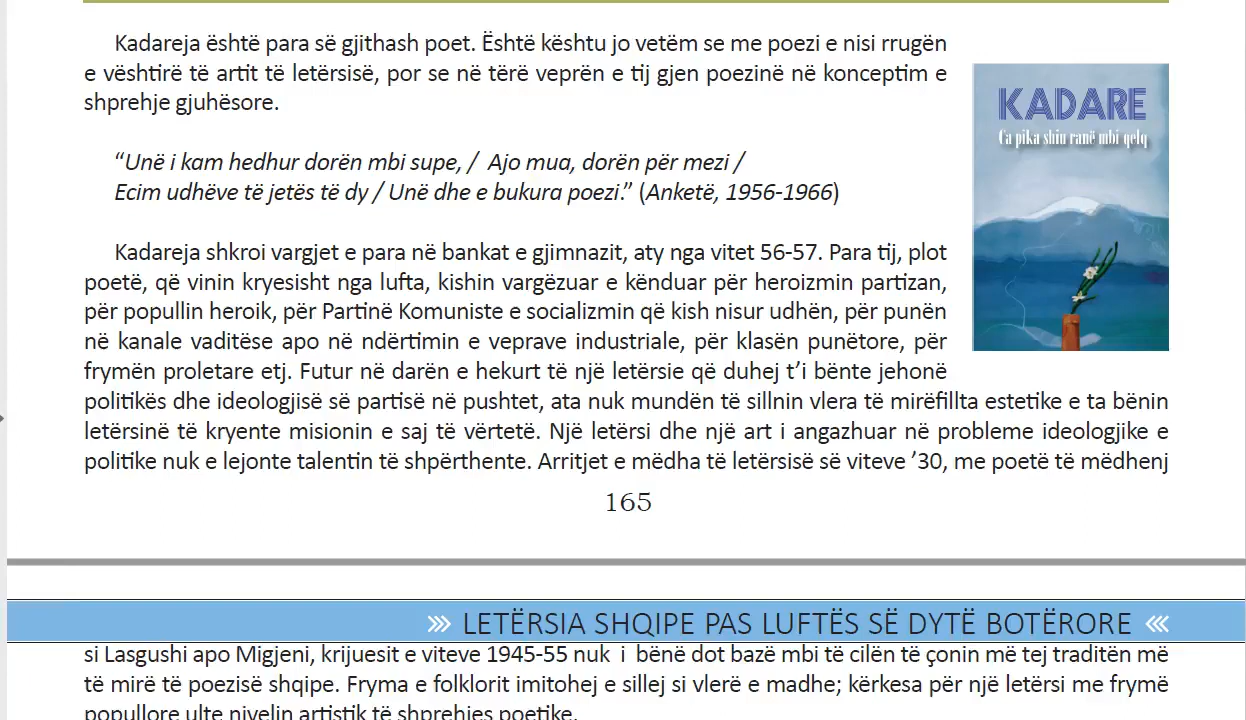 Kadareja është para së gjithash poet. Është kështu jo vetëm se me poezi e nisi rrugën
e vështirë të artit të letërsisë, por se në tërë veprën e tij gjen poezinë në konceptim e
shprehje gjuhësore.
KADARE
Ca pika shiu ranë mbi qelq
“Unë i kam hedhur dorën mbi supe, / Ajo mua, dorën për mezi /
Ecim udhëve të jetës të dy / Unë dhe e bukura poezi.” (Anketë, 1956-1966)
Kadareja shkroi vargjet e para në bankat e gjimnazit, aty nga vitet 56-57. Para tij, plot
poetë, që vinin kryesisht nga lufta, kishin vargëzuar e kënduar për heroizmin partizan,
për popullin heroik, për Partinë Komuniste e socializmin që kish nisur udhën, për punën
në kanale vaditëse apo në ndërtimin e veprave industriale, për klasën punëtore, për
frymën proletare etj. Futur në darën e hekurt të një letërsie që duhej t’i bënte jehonë
politikës dhe ideologjisë së partisë në pushtet, ata nuk mundën të sillnin vlera të mirëfillta estetike e ta bënin
letërsinë të kryente misionin e saj të vërtetë. Një letërsi dhe një art i angazhuar në probleme ideologjike e
politike nuk e lejonte talentin të shpërthente. Arritjet e mëdha të letërsisë së viteve ’30, me poetë të mëdhenj
165
»» LETËRSIA SHQIPE PAS LUFTËS SË DYTË BOTËRORE ««
si Lasgushi apo Migjeni, krijuesit e viteve 1945-55 nuk i bënë dot bazë mbi të cilën të çonin më tej traditën më
të mirë të poezisë shqipe. Fryma e folklorit imitohej e sillej si vlerë e madhe; kërkesa për një letërsi me frymë
popullore ulte nivelin artistik të shprehjes poetike.